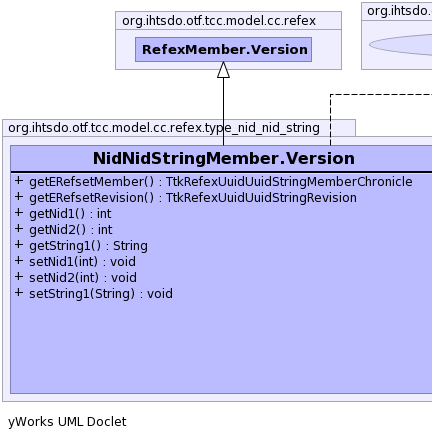 org.ihtsdo.otf.tcc.model.cc.refex
org.ihtsdo.
RefexMember.Version
org.ihtsdo.otf.tcc.model.cc.refex.type_nid_nid_string
NidNidStringMember.Version
+ getERefsetMember() : TtkRefexUuidUuidStringMemberChronicle
+ getERefsetRevision() : TtkRefexUuidUuidStringRevision
+ getNid1() : int
+ getNid2() : int
+ getString1() : String
+ setNid1(int) : void
+ setNid2(int) : void
+ setString1(String) : void
yWorks UML Doclet